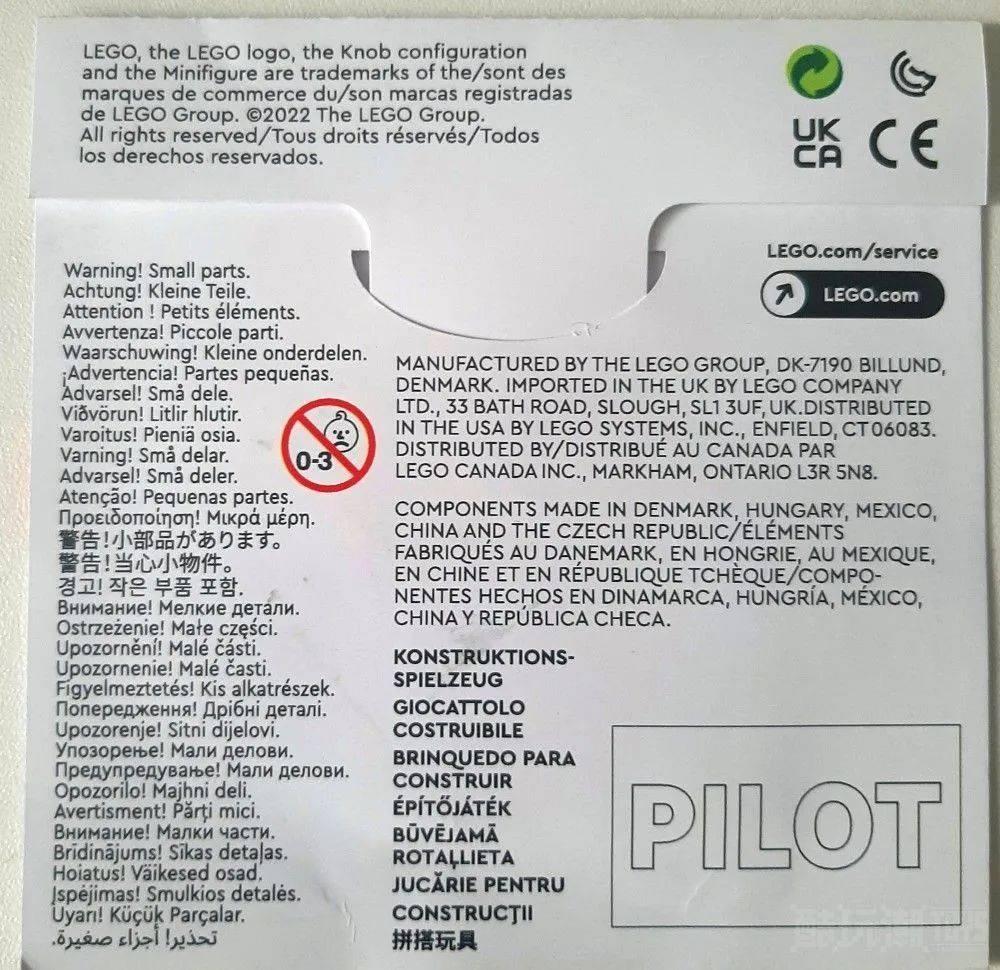 LEGO, the LEGO logo, the Knob configuration
and the Minifigure are trademarks of the/sont des
marques de commerce du/son marcas registradas
de LEGO Group. ©2022 The LEGO Group.
All rights reserved/Tous droits réservés/Todos
los derechos reservados.
UK
CA
CE
Warning! Small parts.
Achtung! Kleine Teile.
Attention ! Petits éléments.
Avvertenza! Piccole parti.
Waarschuwing! Kleine onderdelen.
¡Advertencia! Partes pequeñas.
Advarsel! Små dele.
Viðvörun! Litlir hlutir.
Varoitus! Pieniä osia.
Varning! Små delar.
Advarsel! Små deler.
Atenção! Pequenas partes.
Προειδοποίηση! Μικρά μέρη.
警告!小部品があります。
警告!当心小物件。
경고! 작은 부품 포함.
Внимание! Мелкие детали.
Ostrzeżenie! Małe części.
Upozornění! Malé části.
Upozornenie! Malé časti.
Figyelmeztetés! Kis alkatrészek.
Попередження! Дрібні деталі.
Upozorenje! Sitni dijelovi.
Упозорење! Мали делови.
Предупредување! Мали делови.
Opozorilo! Majhni deli.
Avertisment! Părți mici.
Внимание! Малки части.
Brīdinājums! Sīkas detaļas.
Hoiatus! Väikesed osad.
Įspėjimas! Smulkios detalės.
Uyarı! Küçük Parçalar.
تحذير! أجزاء صغيرة.
0-3
LEGO.com/service
LEGO.com
MANUFACTURED BY THE LEGO GROUP, DK-7190 BILLUND,
DENMARK. IMPORTED IN THE UK BY LEGO COMPANY
LTD., 33 BATH ROAD, SLOUGH, SL1 3UF, UK.DISTRIBUTED
IN THE USA BY LEGO SYSTEMS, INC., ENFIELD, CT 06083.
DISTRIBUTED BY/DISTRIBUÉ AU CANADA PAR
LEGO CANADA INC., MARKHAM, ONTARIO L3R 5N8.
COMPONENTS MADE IN DENMARK, HUNGARY, MEXICO,
CHINA AND THE CZECH REPUBLIC/ÉLÉMENTS
FABRIQUÉS AU DANEMARK, EN HONGRIE, AU MEXIQUE,
EN CHINE ET EN RÉPUBLIQUE TCHÈQUE/COMPO-
NENTES HECHOS EN DINAMARCA, HUNGRÍA, MÉXICO,
CHINA Y REPÚBLICA CHECA.
KONSTRUKTIONS-
SPIELZEUG
GIOCATTOLO
COSTRUIBILE
BRINQUEDO PARA
CONSTRUIR
ÉPÍTŐJÁTÉK
BŪVĒJAMĀ
ROTAĻLIETA
JUCĂRIE PENTRU
CONSTRUCȚII
拼搭玩具
PILOT